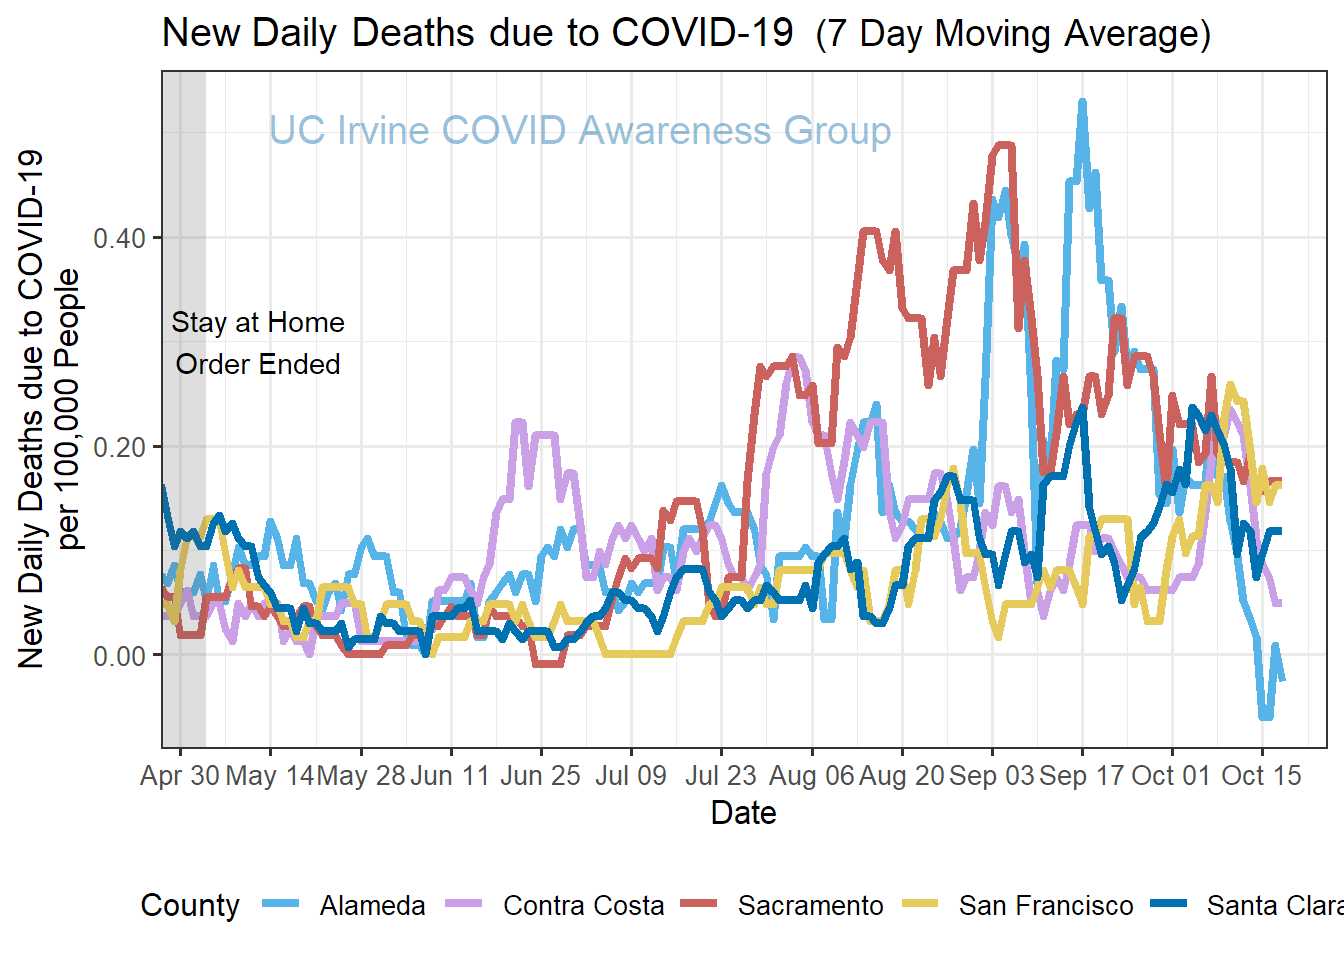 New Daily Deaths due to COVID-19 (7 Day Moving Average)
UC Irvine COVID Awareness Group
New Daily Deaths due to COVID-19
per 100,000 People
0.40
0.20
0.00
Stay at Home
Order Ended
Apr 30 May 14 May 28 Jun 11 Jun 25 Jul 09 Jul 23 Aug 06 Aug 20 Sep 03 Sep 17 Oct 01 Oct 15
Date
County Alameda Contra Costa Sacramento San Francisco Santa Clara